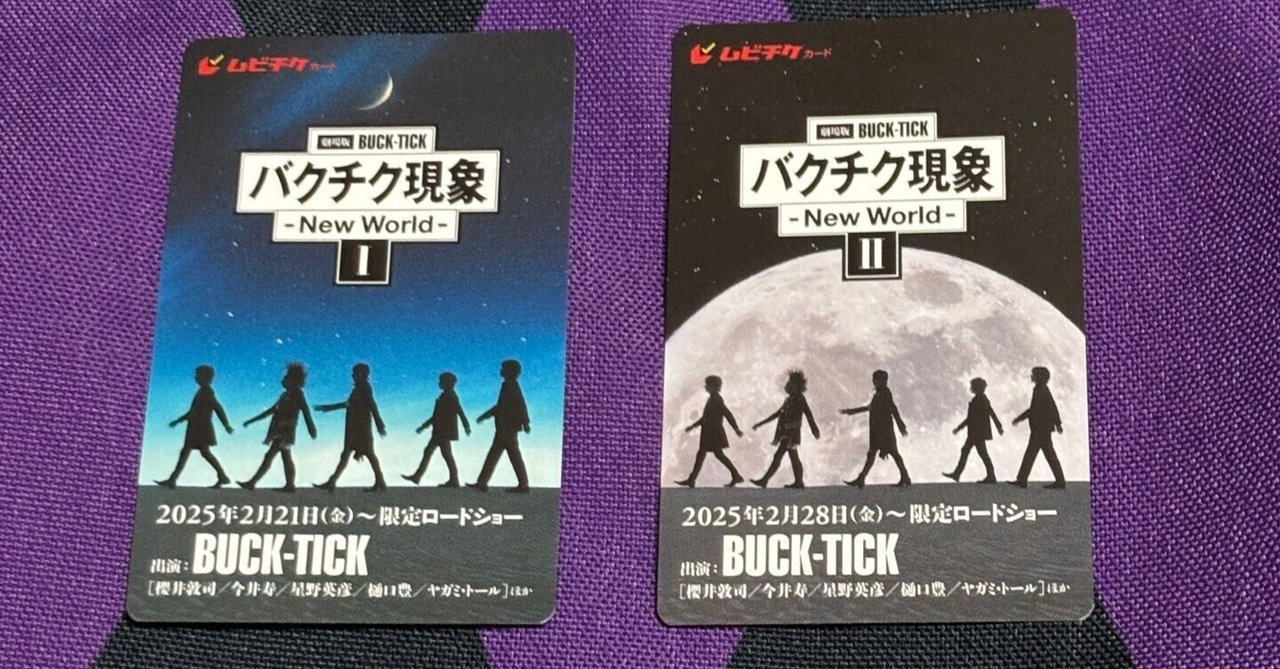 ムビチケカード
劇場版 BUCK-TICK
バクチク現象
-New World-
I
2025年2月21日(金)～限定ロードショー
出演:BUCK-TICK
[櫻井敦司/今井寿/星野英彦/樋口豊/ヤガミ・トール]ほか
ムビチケカード
劇場版 BUCK-TICK
バクチク現象
-New World-
II
2025年2月28日(金)～限定ロードショー
出演:BUCK-TICK
[櫻井敦司/今井寿/星野英彦/樋口豊/ヤガミ・トール]ほか